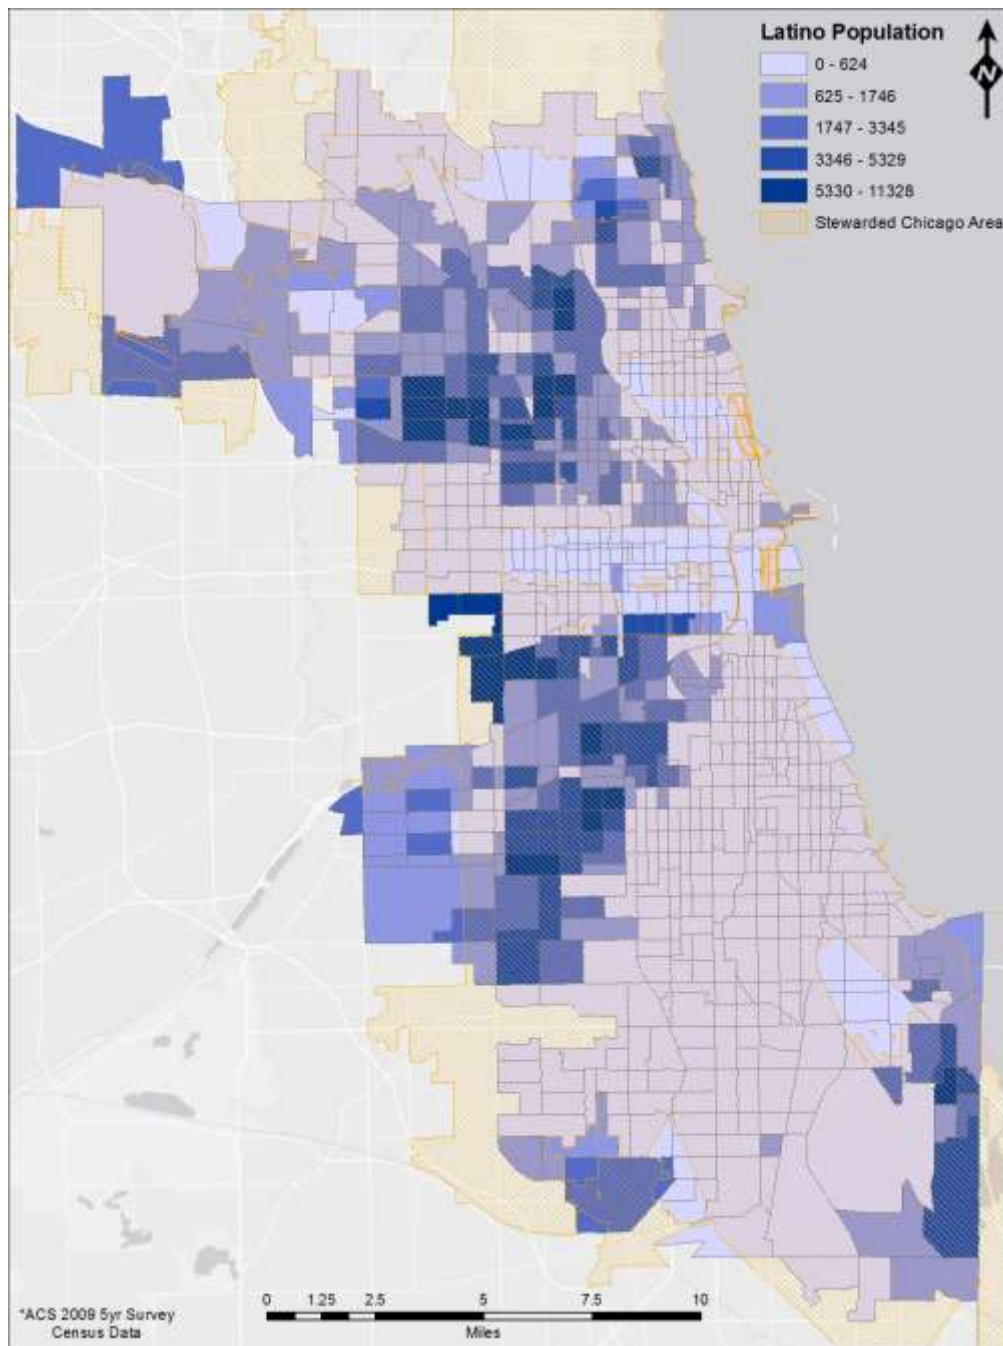 Latino Population
0 - 624
625 - 1746
1747 - 3345
3346 - 5329
5330 - 11328
Stewarded Chicago Area
N
*ACS 2009 5yr Survey
Census Data
0 1.25 2.5 5 7.5 10
Miles